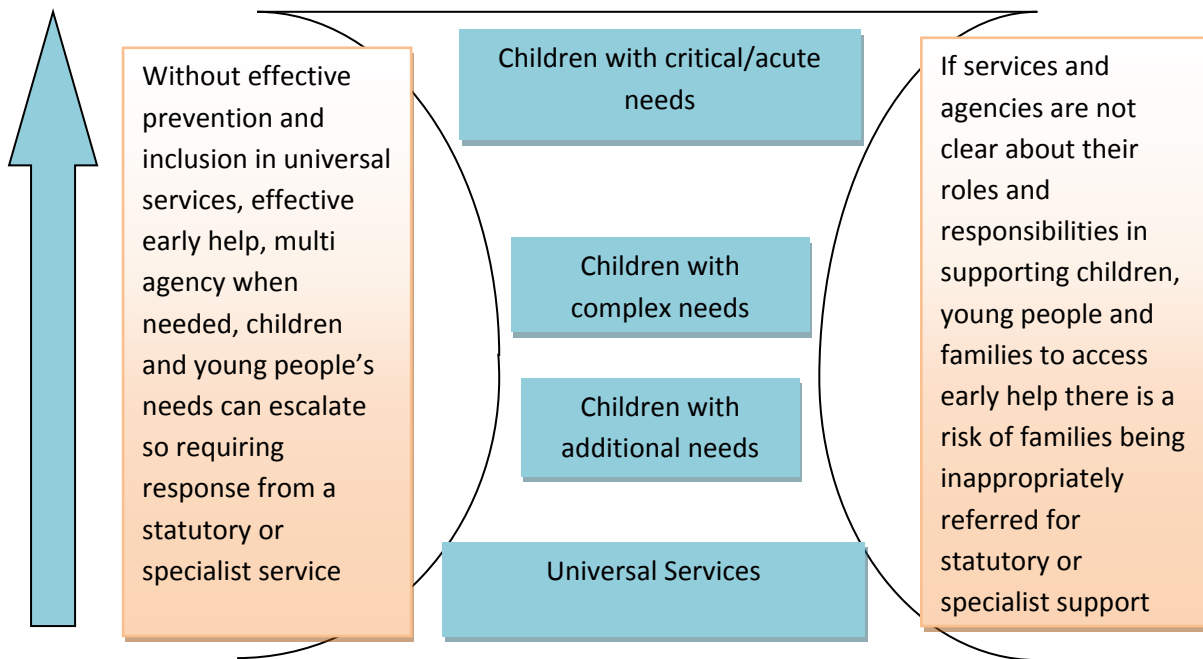 Without effective
prevention and
inclusion in universal
services, effective
early help, multi
agency when
needed, children
and young people’s
needs can escalate
so requiring
response from a
statutory or
specialist service
Children with critical/acute
needs
Children with
complex needs
Children with
additional needs
Universal Services
If services and
agencies are not
clear about their
roles and
responsibilities in
supporting children,
young people and
families to access
early help there is a
risk of families being
inappropriately
referred for
statutory or
specialist support